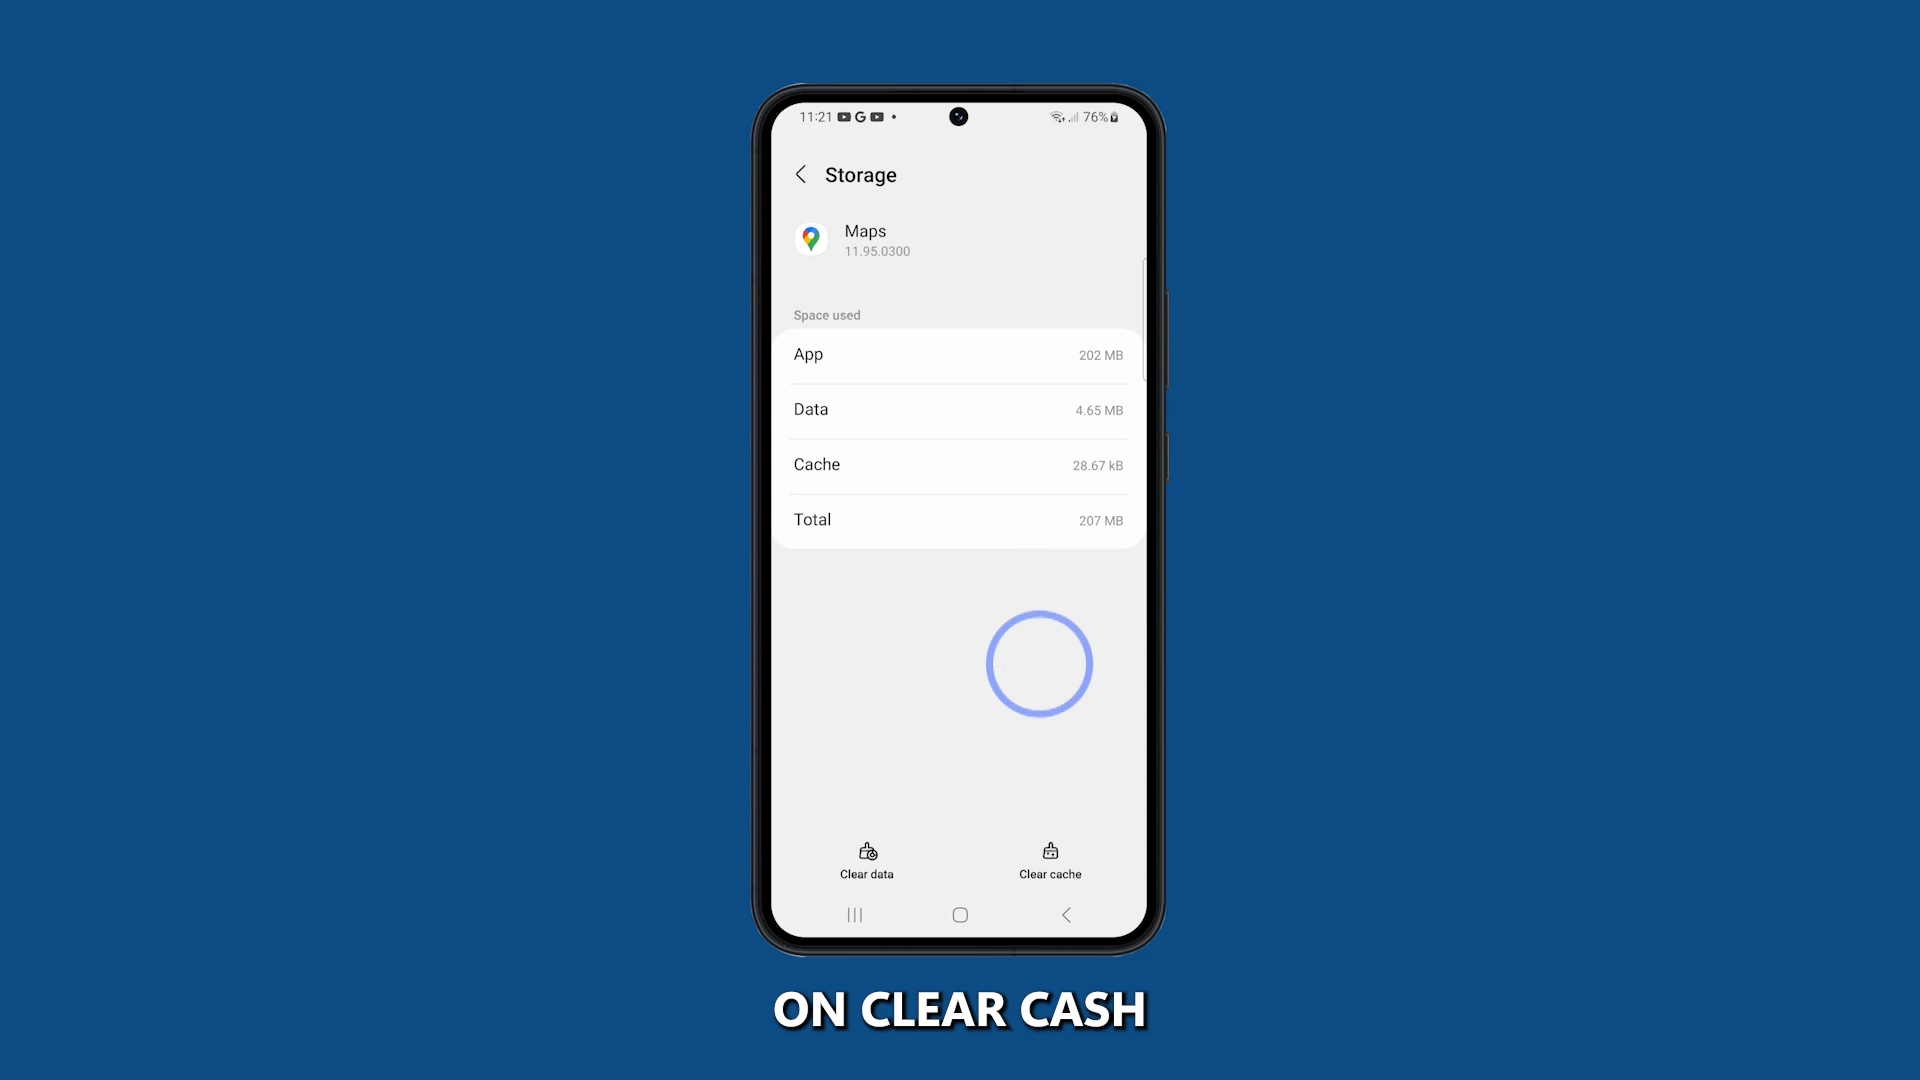 11:21 76%
Storage
Maps
11.95.0300
Space used
App 202 MB
Data 4.65 MB
Cache 28.67 kB
Total 207 MB
Clear data Clear cache
ON CLEAR CASH